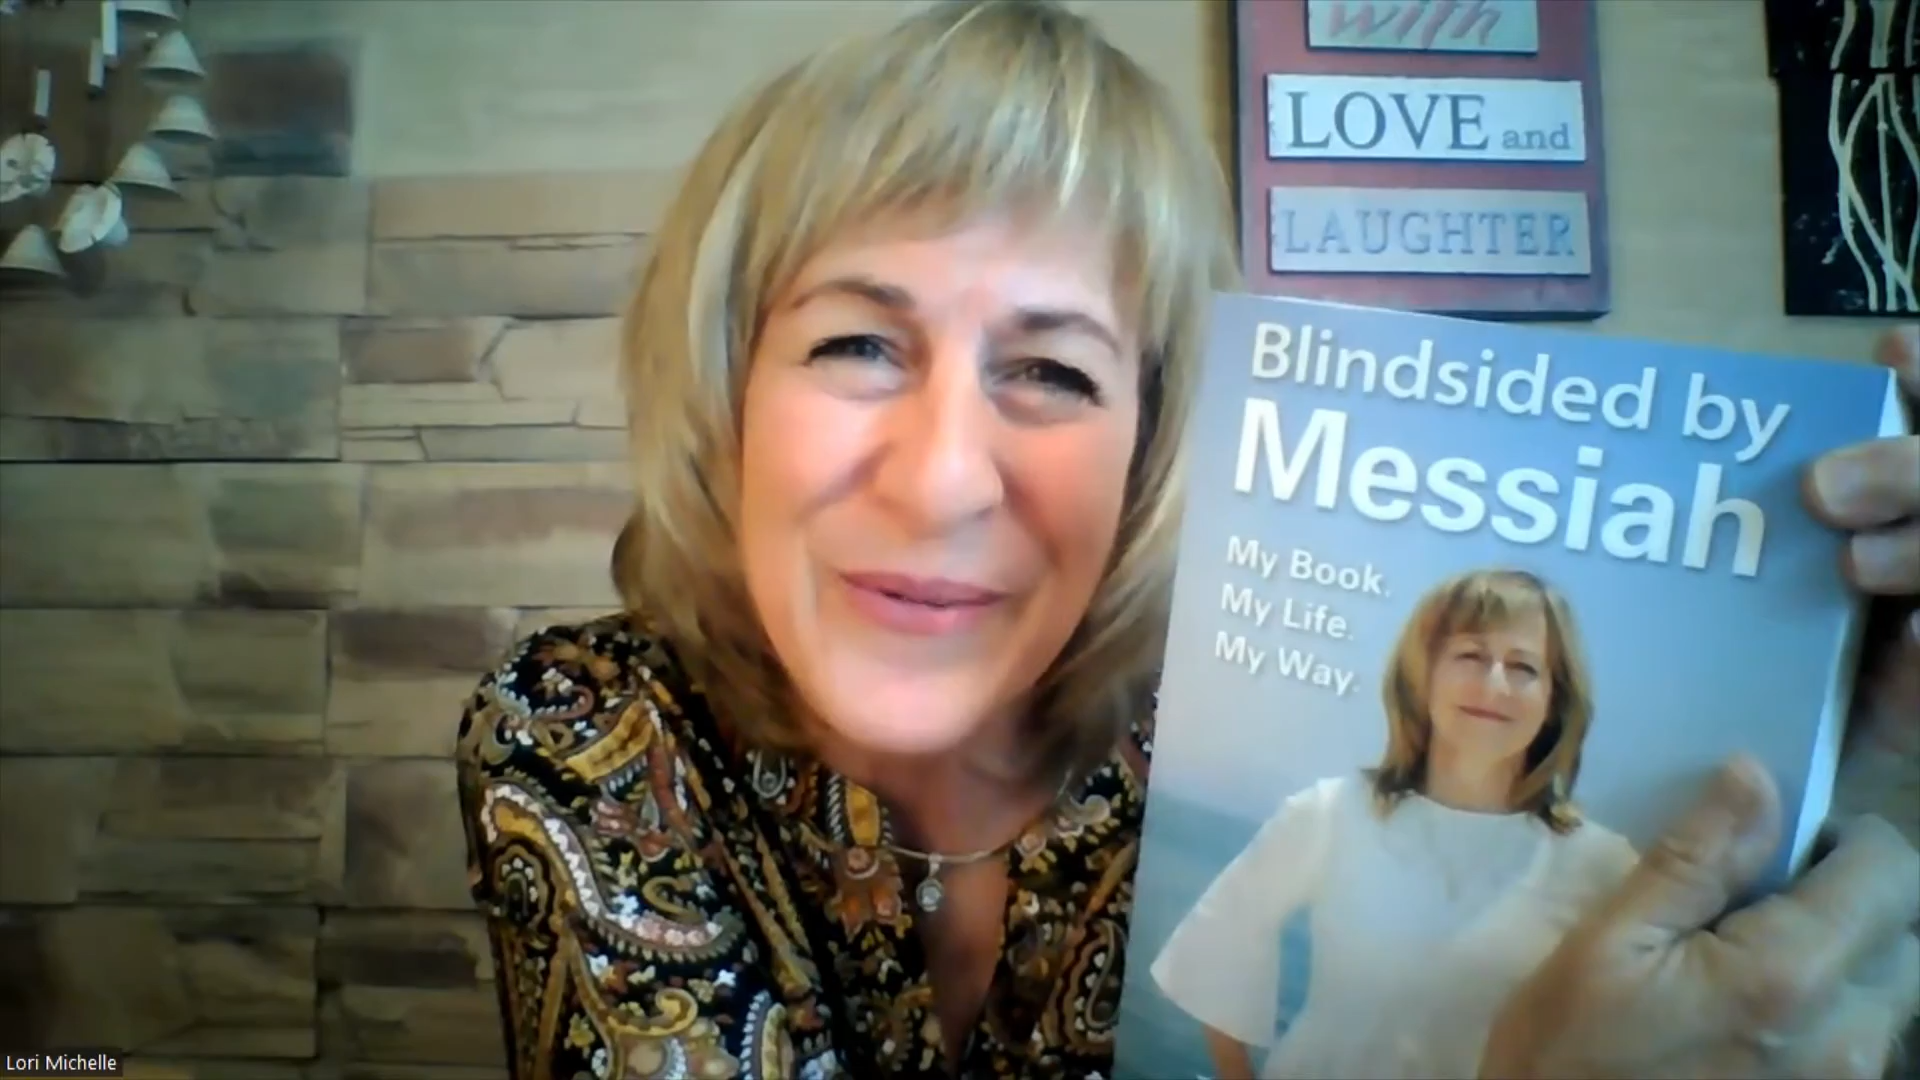 with
LOVE and
LAUGHTER
Blindsided by
Messiah
My Book.
My Life.
My Way.
Lori Michelle